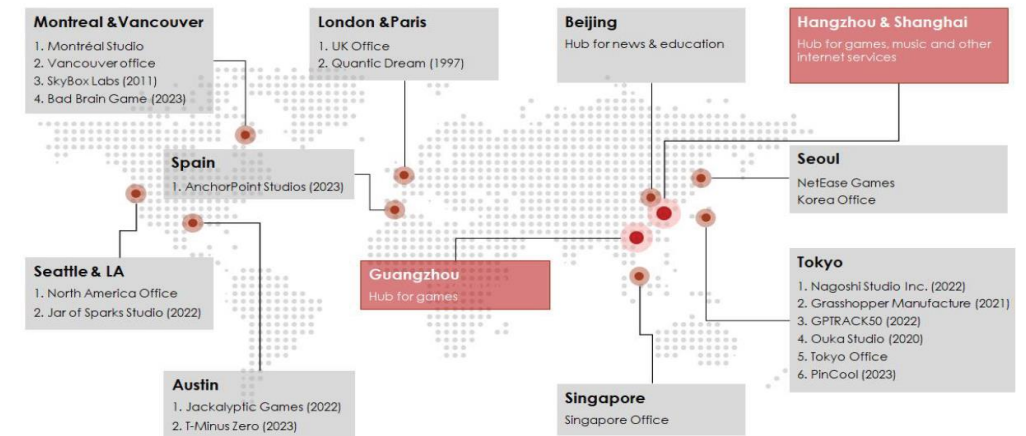 Montreal &Vancouver
1. Montréal Studio
2. Vancouver office
3. SkyBox Labs (2011)
4. Bad Brain Game (2023)
London &Paris
1. UK Office
2. Quantic Dream (1997)
Beijing
Hub for news & education
Hangzhou & Shanghai
Hub for games, music and other
internet services
Spain
1. AnchorPoint Studios (2023)
Seoul
NetEase Games
Korea Office
Seattle & LA
1. North America Office
2. Jar of Sparks Studio (2022)
Guangzhou
Hub for games
Tokyo
1. Nagoshi Studio Inc. (2022)
2. Grasshopper Manufacture (2021)
3. GPTRACK50 (2022)
4. Ouka Studio (2020)
5. Tokyo Office
6. PinCool (2023)
Austin
1. Jackalyptic Games (2022)
2. T-Minus Zero (2023)
Singapore
Singapore Office